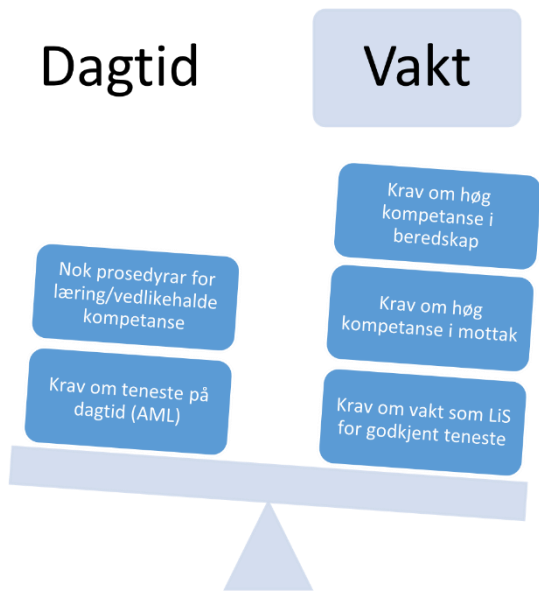 Dagtid
Vakt
Nok prosedyrar for
læring/vedlikehalde
kompetanse
Krav om teneste på
dagtid (AML)
Krav om høg
kompetanse i
beredskap
Krav om høg
kompetanse i mottak
Krav om vakt som LiS
for godkjent teneste